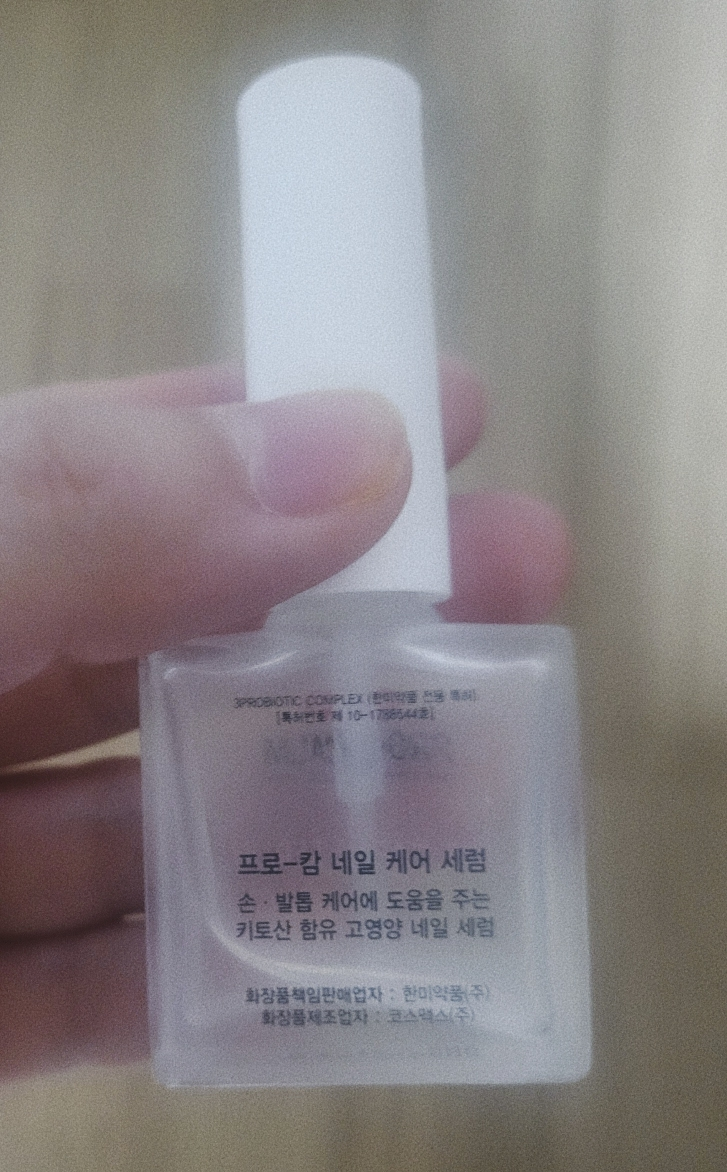 3PROBIOTIC COMPLEX (한미약품 전용 특허)
[특허번호 제 10-1788544호]
프로-캄 네일 케어 세럼
손 · 발톱 케어에 도움을 주는
키토산 함유 고영양 네일 세럼
화장품책임판매업자 : 한미약품(주)
화장품제조업자 : 코스맥스(주)